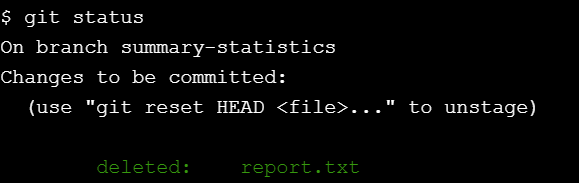 $ git status
On branch summary-statistics
Changes to be committed:
(use "git reset HEAD <file>..." to unstage)
deleted: report.txt